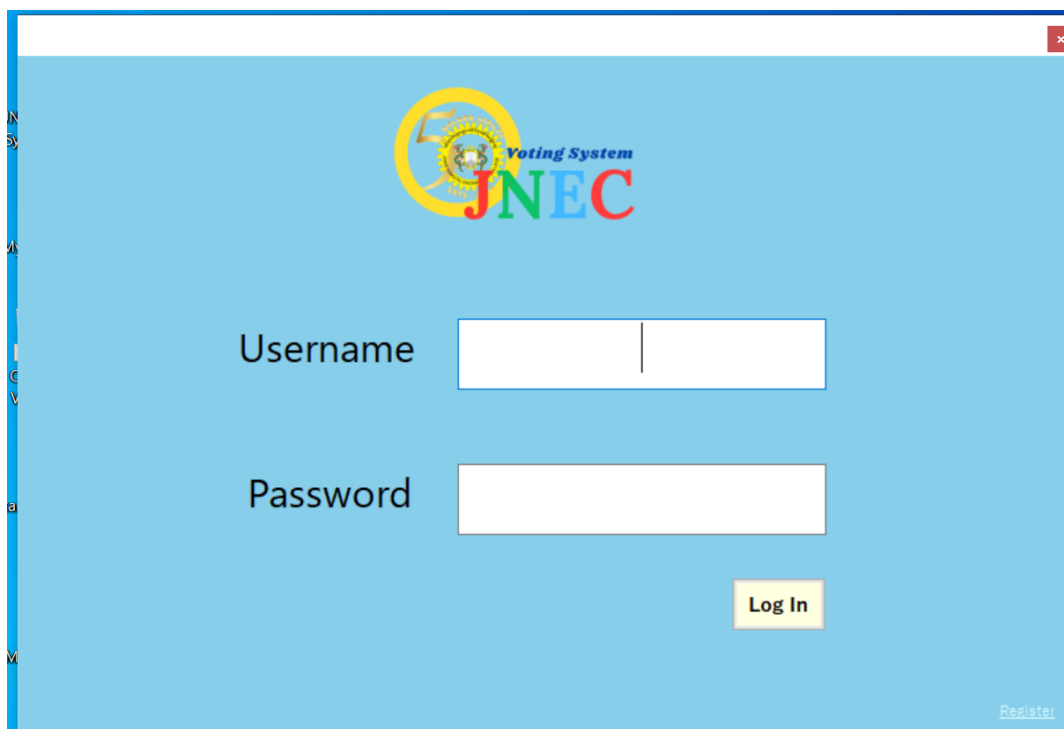 Voting System
JNEC
Username
Password
Log In
Register